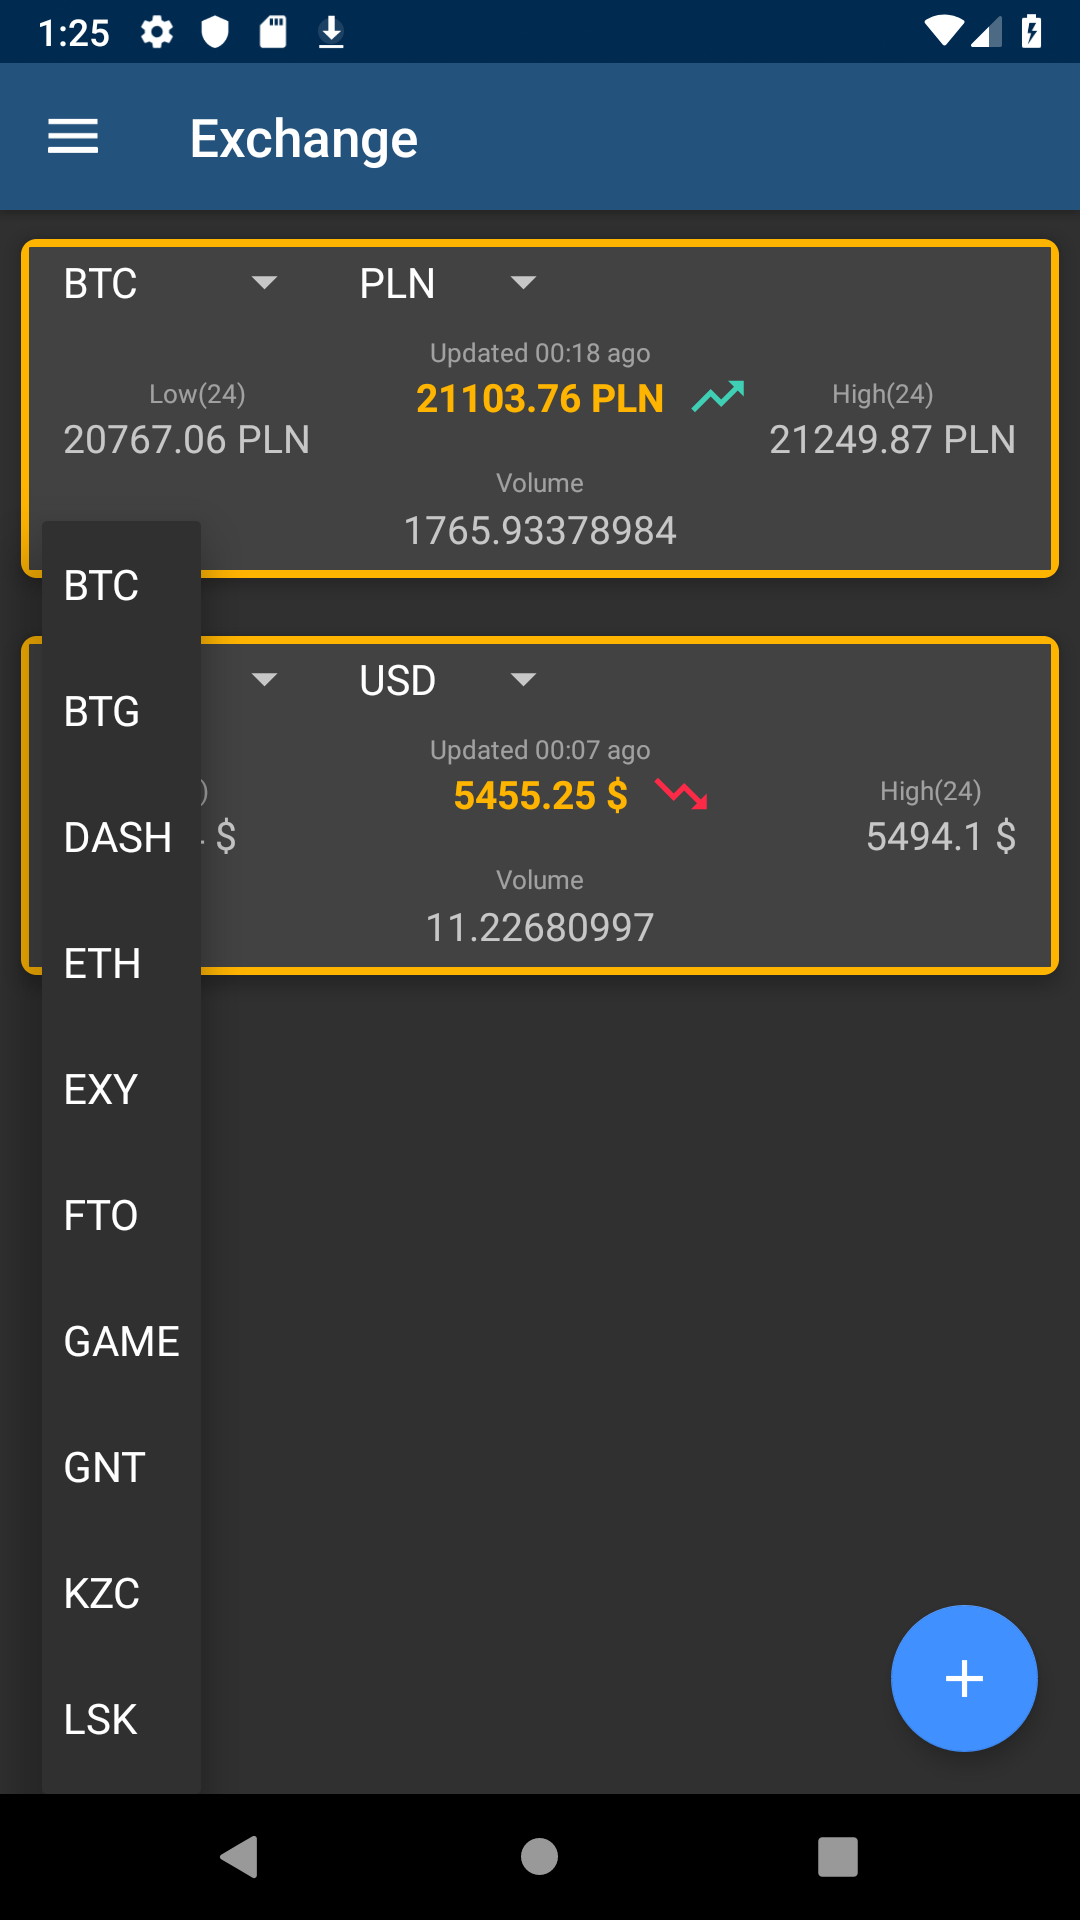 1:25
Exchange
BTC PLN
Updated 00:18 ago
Low(24) 21103.76 PLN High(24)
20767.06 PLN 21249.87 PLN
Volume
1765.93378984
BTC
USD
BTG
Updated 00:07 ago
5455.25 $ High(24)
DASH $ 5494.1 $
Volume
11.22680997
ETH
EXY
FTO
GAME
GNT
KZC
LSK